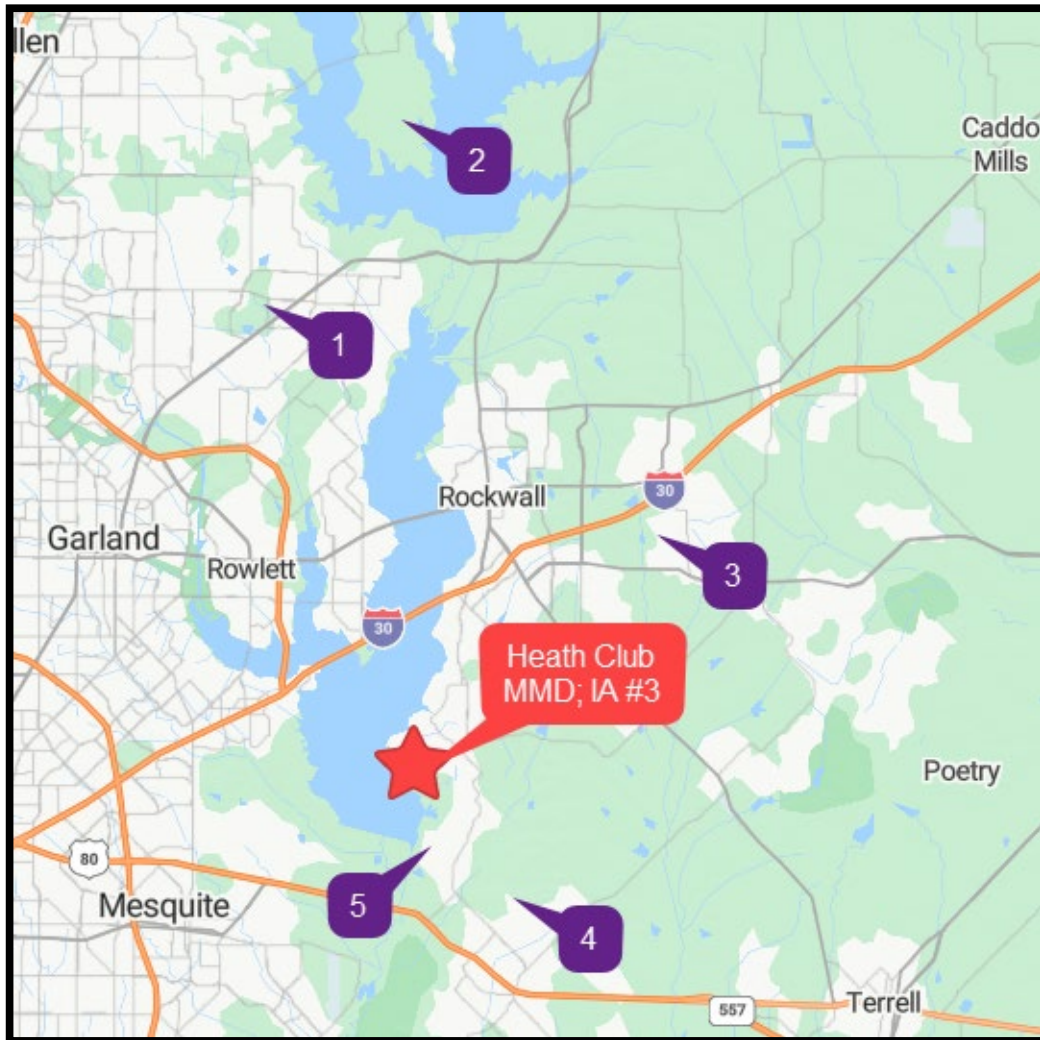 llen
2
Caddo
Mills
1
30
Rockwall
Garland
Rowlett
3
30
Heath Club
MMD; IA #3
Poetry
80
Mesquite
5
4
557
Terrell